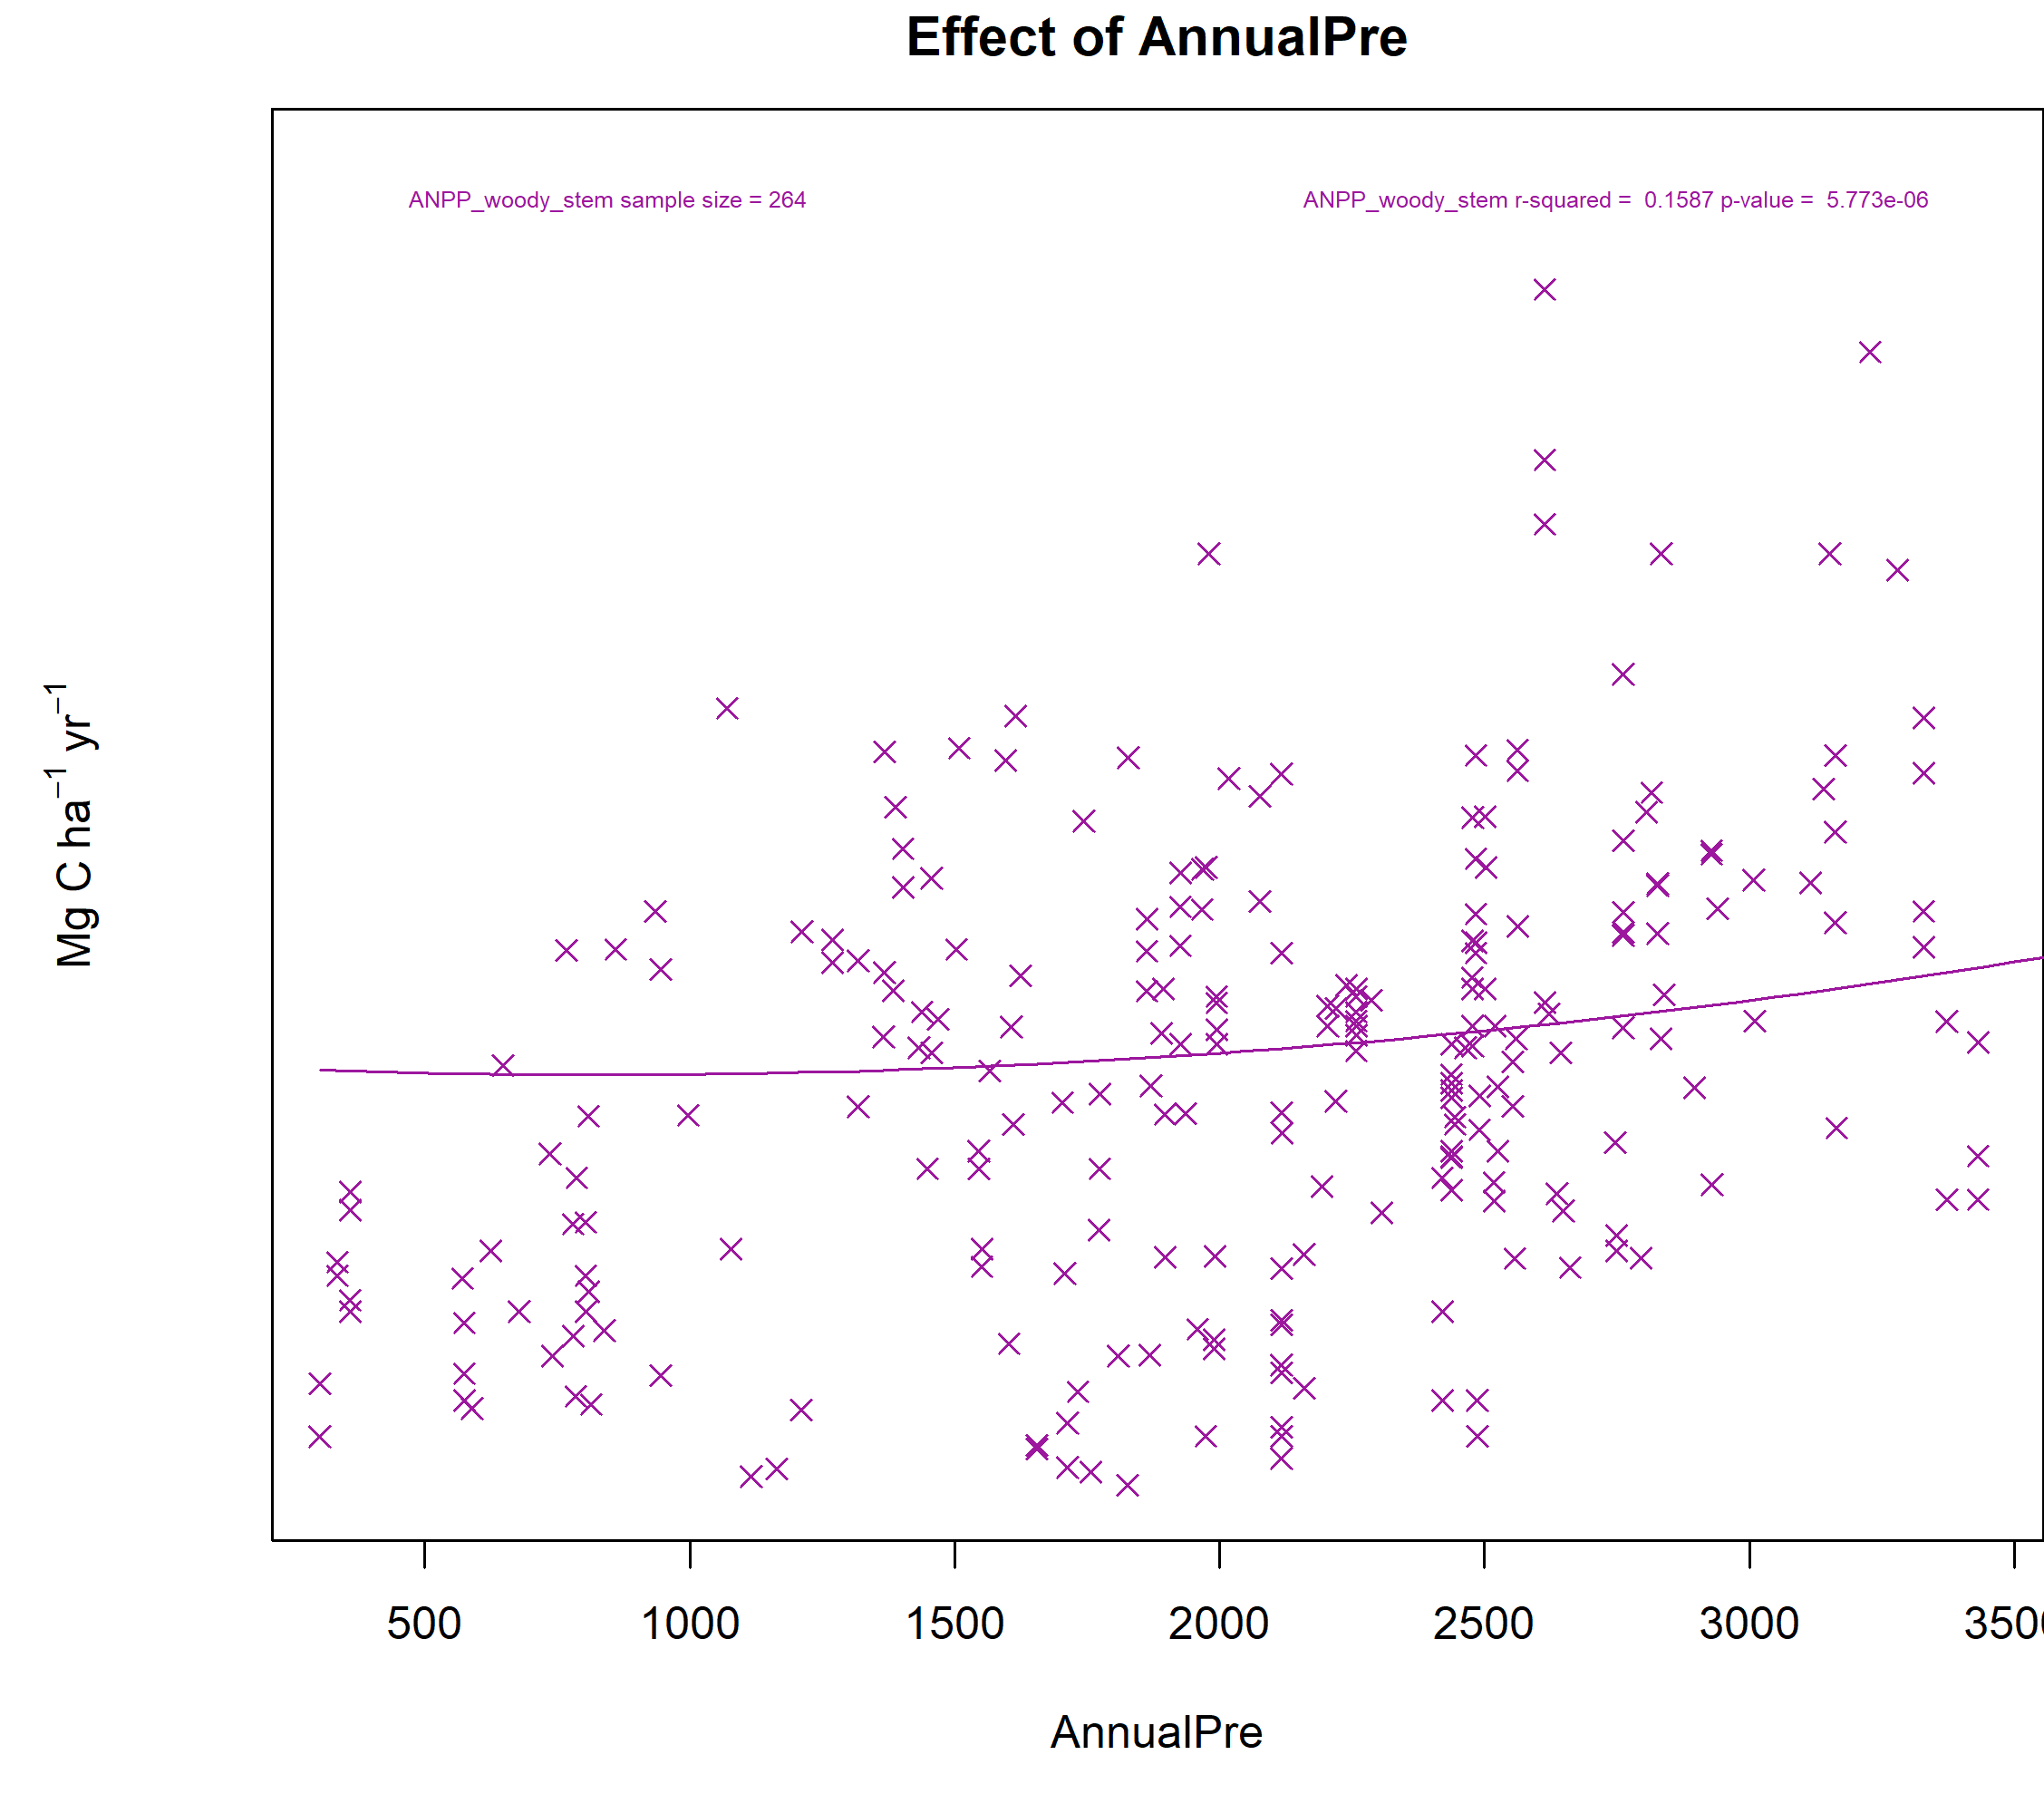 Effect of AnnualPre
ANPP_woody_stem sample size = 264
ANPP_woody_stem r-squared =  0.1587 p-value =  5.773e-06
Mg C ha⁻¹ yr⁻¹
500 1000 1500 2000 2500 3000 3500
AnnualPre